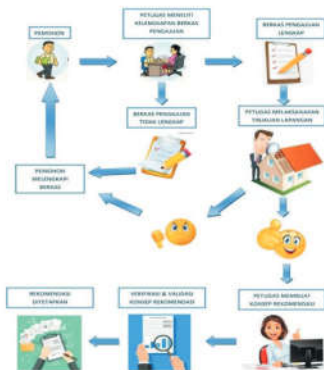 PEMOHON
PETUGAS MENELITI
KELENGKAPAN BERKAS
PENGAJUAN
BERKAS PENGAJUAN
LENGKAP
BERKAS PENGAJUAN
TIDAK LENGKAP
PETUGAS MELAKSANAKAN
TINJAUAN LAPANGAN
PEMOHON
MELENGKAPI
BERKAS
REKOMENDASI
DITETAPKAN
VERIFIKASI & VALIDASI
KONSEP REKOMENDASI
PETUGAS MEMBUAT
KONSEP REKOMENDASI